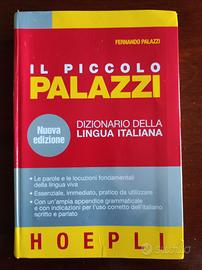 FERNANDO PALAZZI
IL PICCOLO
PALAZZI
Nuova
edizione
DIZIONARIO DELLA
LINGUA ITALIANA
• Le parole e le locuzioni fondamentali
della lingua viva
• Essenziale, immediato, pratico da utilizzare
• Con un'ampia appendice grammaticale
e con indicazioni per l'uso corretto dell'italiano
scritto e parlato
HOEPLI
subito